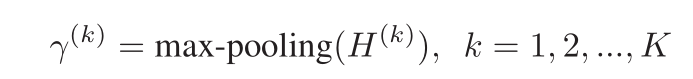 γ^{(k)} = max-pooling(H^{(k)}), k = 1, 2, ..., K